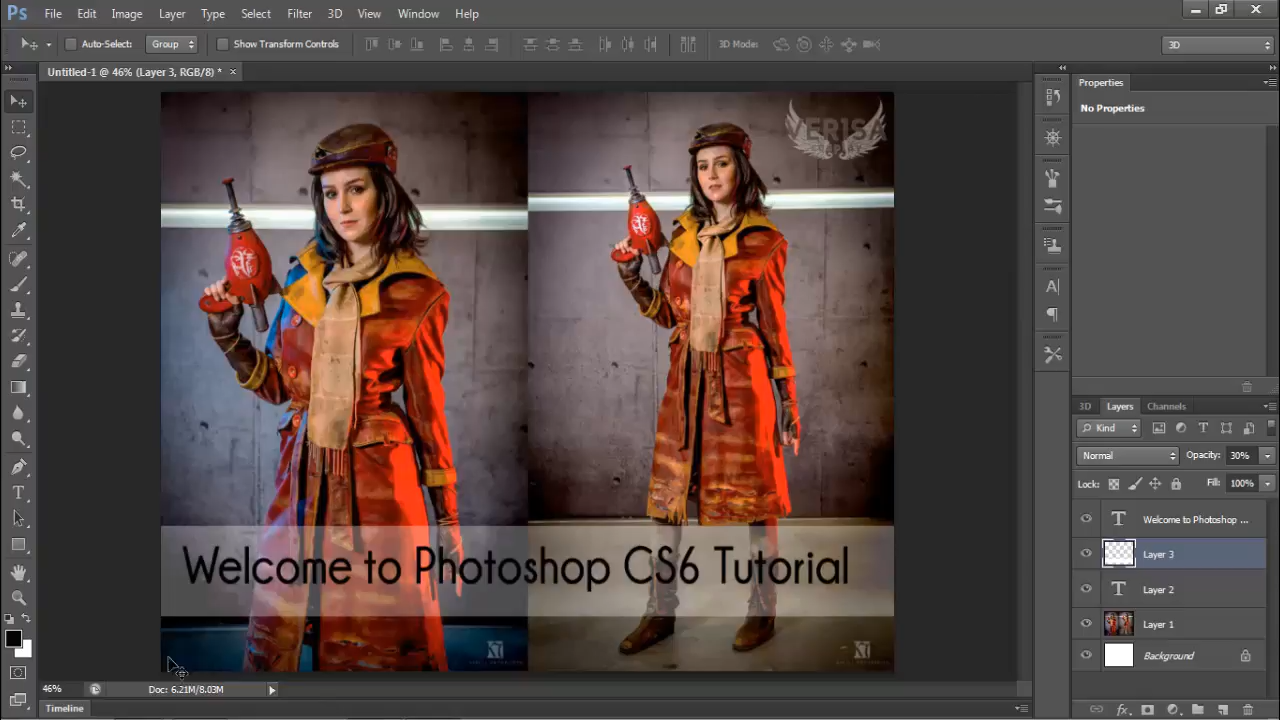 Ps File Edit Image Layer Type Select Filter 3D View Window Help
Auto-Select: Group Show Transform Controls 3D Mode: 3D
Untitled-1 @ 46% (Layer 3, RGB/8) *
Properties
No Properties
Welcome to Photoshop CS6 Tutorial
3D Layers Channels
Kind
Normal Opacity: 30%
Lock: Fill: 100%
Welcome to Photoshop ...
Layer 3
Layer 2
Layer 1
Background
46% Doc: 6.21M/8.03M
Timeline